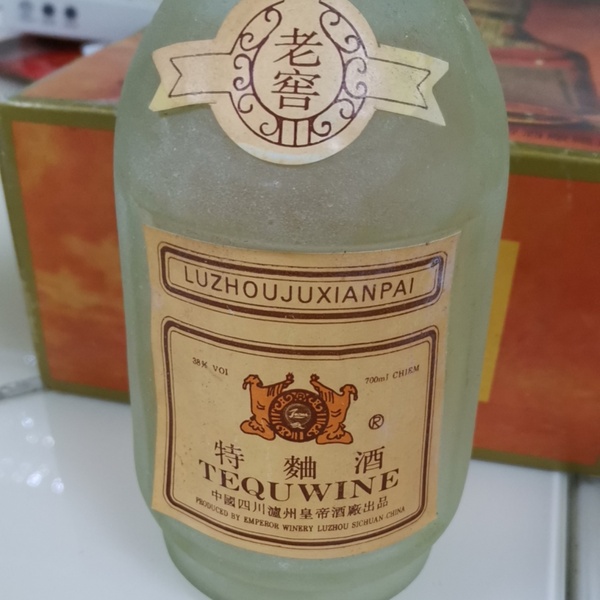 老
窖
LUZHOUJUXIANPAI
38% VOl
700ml CHIEM
®
特麯酒
TEQUWINE
中國四川瀘州皇帝酒廠出品
PRODUCED BY EMPEROR WINERY LUZHOU SICHUAN CHINA